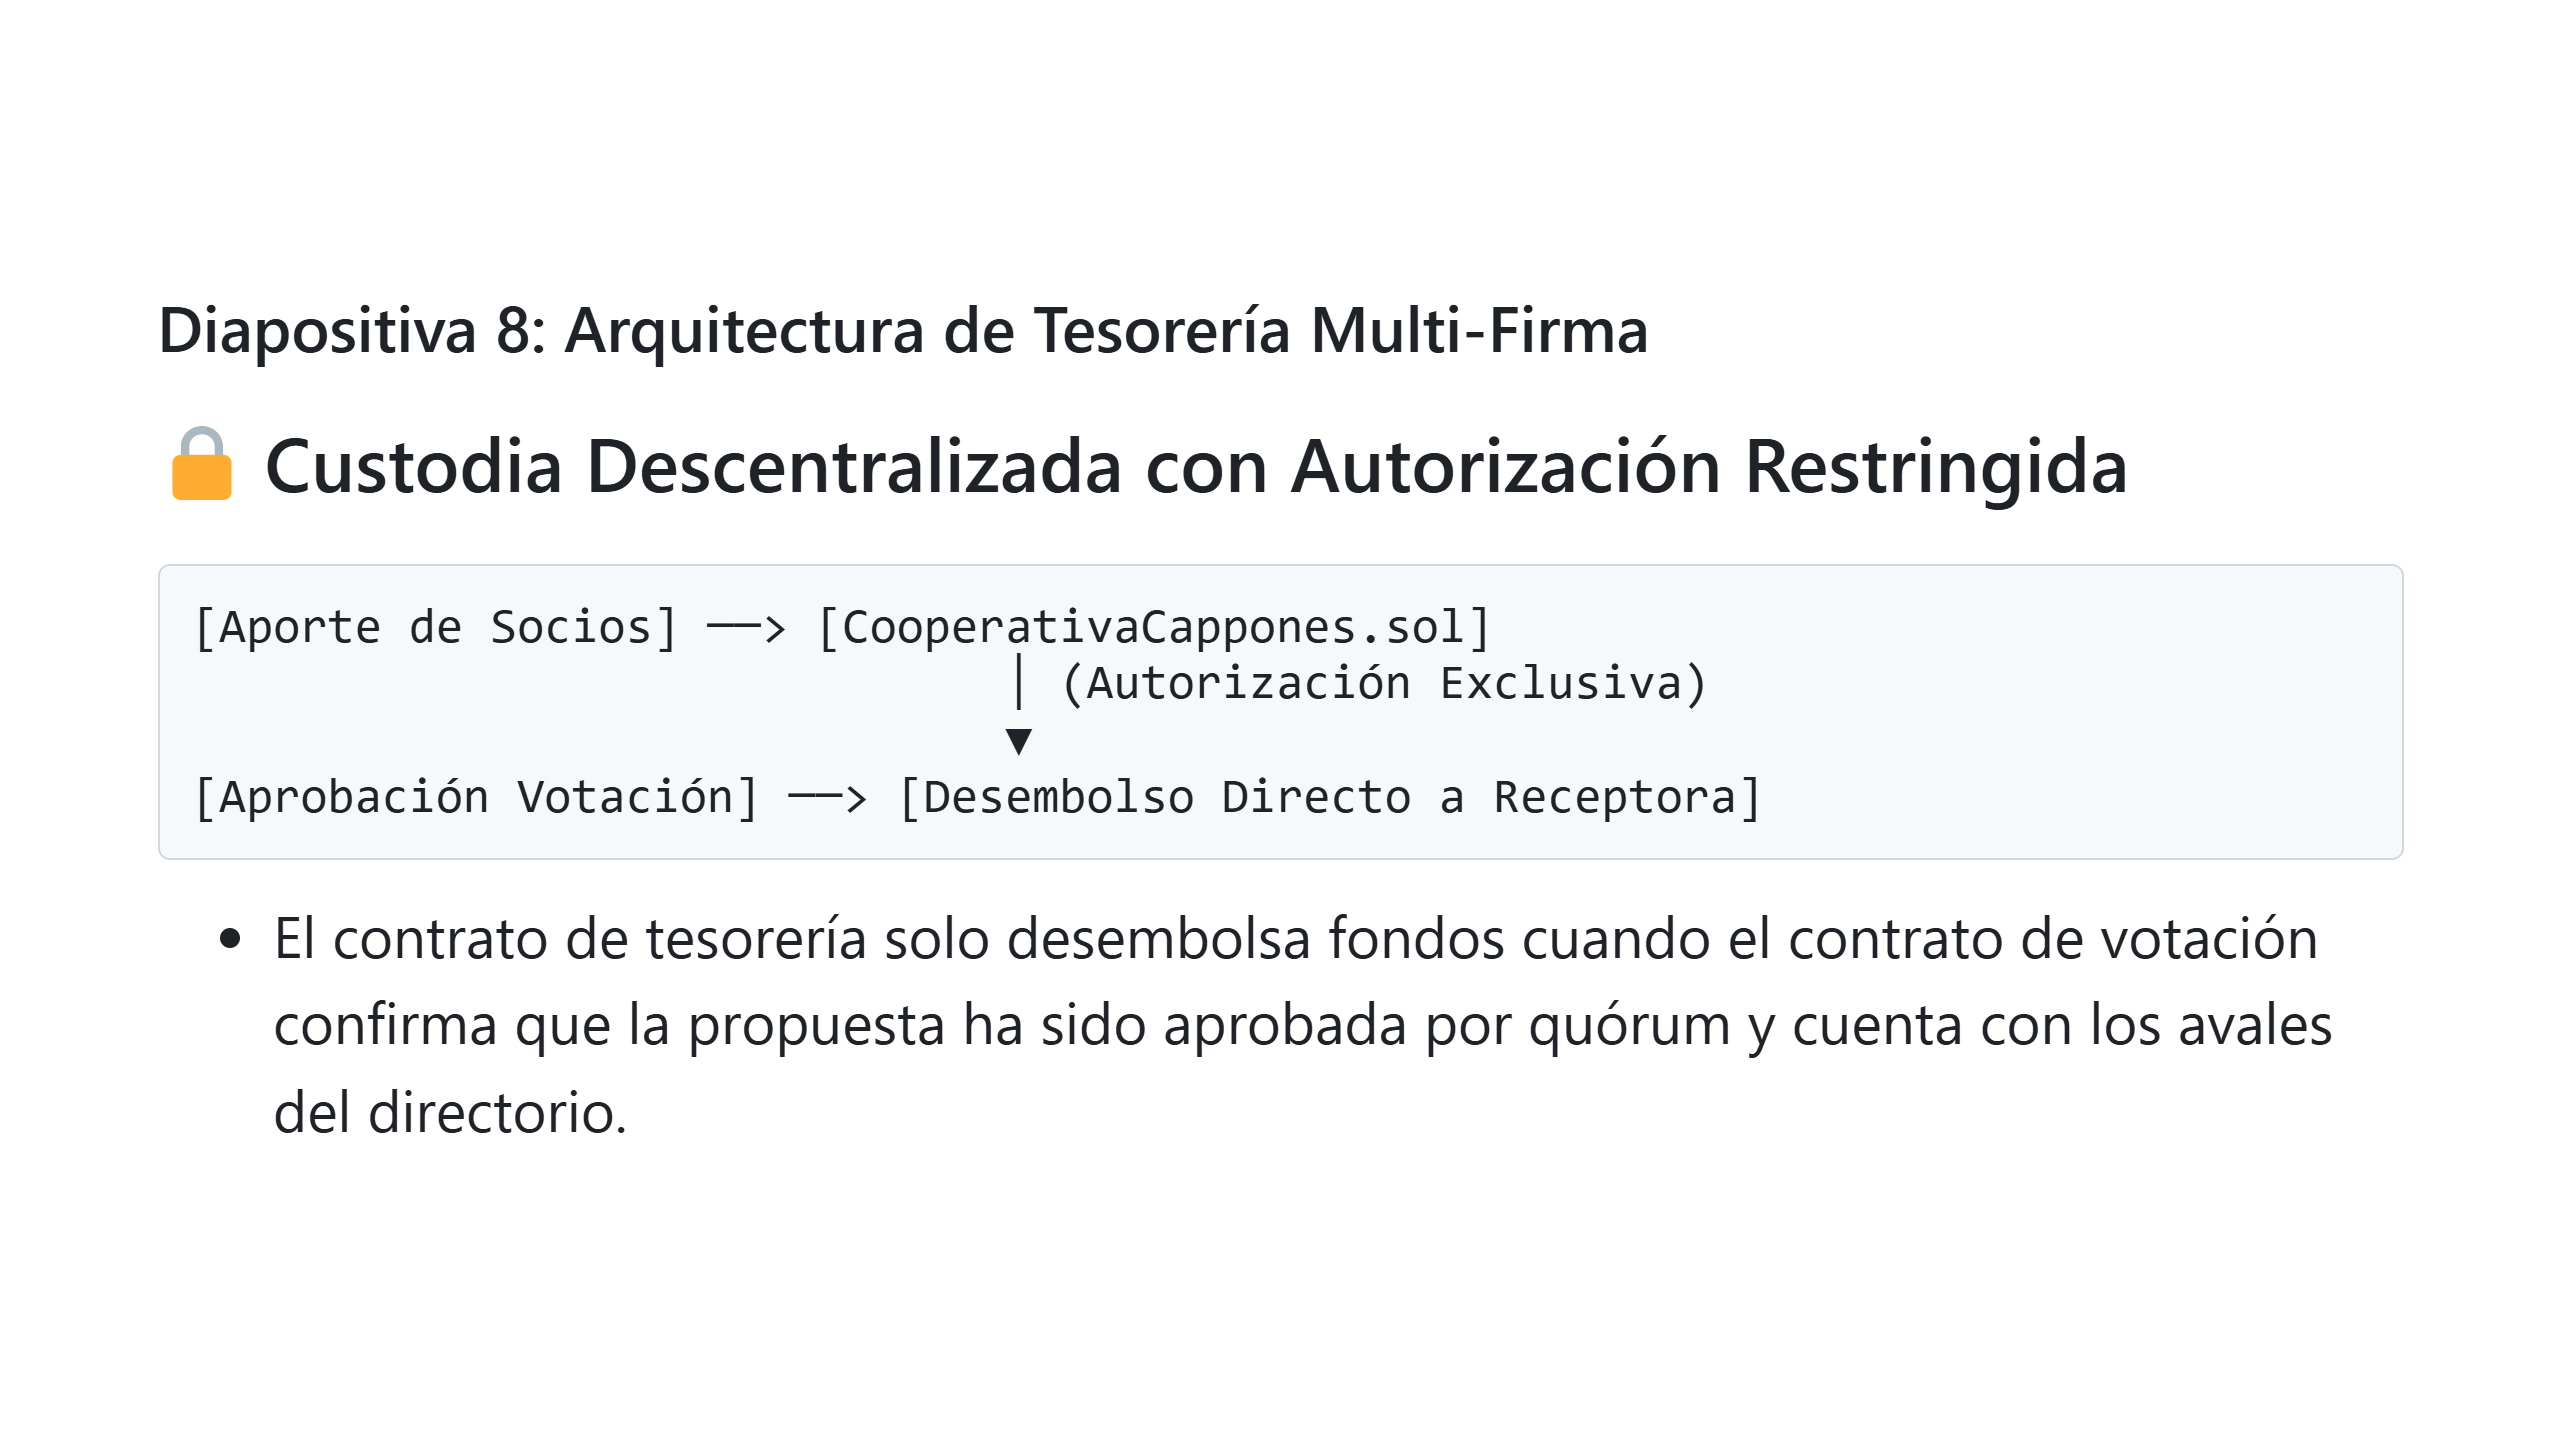 Diapositiva 8: Arquitectura de Tesorería Multi-Firma
🔒 Custodia Descentralizada con Autorización Restringida
[Aporte de Socios] ──> [CooperativaCappones.sol]
│ (Autorización Exclusiva)
▼
[Aprobación Votación] ──> [Desembolso Directo a Receptora]
• El contrato de tesorería solo desembolsa fondos cuando el contrato de votación
confirma que la propuesta ha sido aprobada por quórum y cuenta con los avales
del directorio.